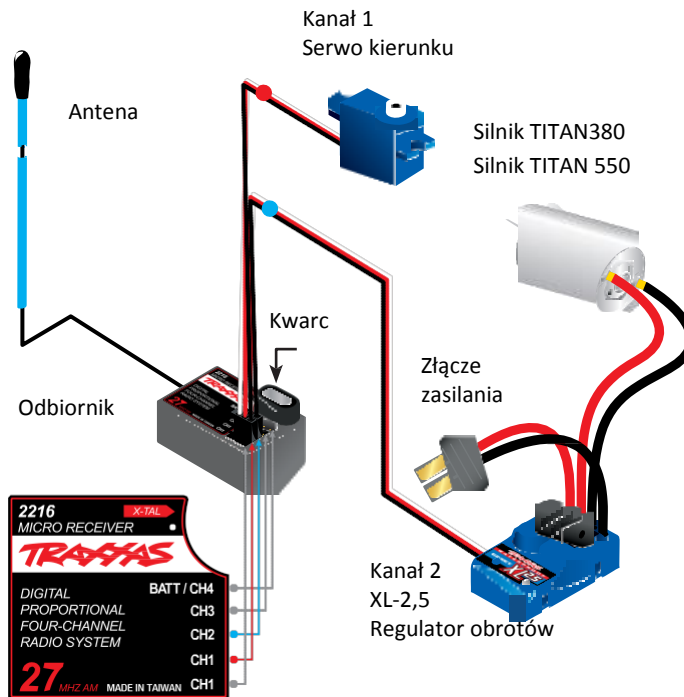 Kanał 1
Serwo kierunku
Antena
Silnik TITAN380
Silnik TITAN 550
Kwarc
Złącze
zasilania
Odbiornik
TRAXXAS
27
2216
X-TAL
MICRO RECEIVER
TRAXXAS
DIGITAL
PROPORTIONAL
FOUR-CHANNEL
RADIO SYSTEM
BATT / CH4
CH3
CH2
CH1
27 MHZ AM MADE IN TAIWAN CH1
Kanał 2
XL-2,5
Regulator obrotów